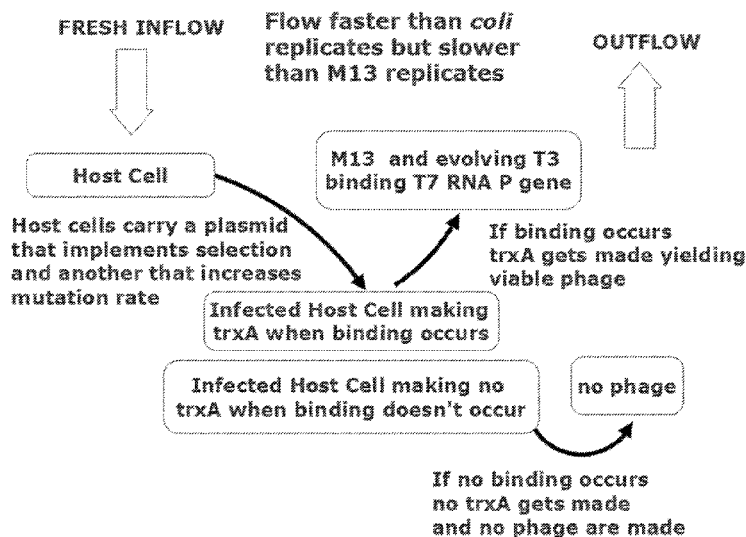 FRESH INFLOW
Flow faster than coli
replicates but slower
than M13 replicates
OUTFLOW
Host Cell
M13 and evolving T3
binding T7 RNA P gene
Host cells carry a plasmid
that implements selection
and another that increases
mutation rate
If binding occurs
trxA gets made yielding
viable phage
Infected Host Cell making
trxA when binding occurs
Infected Host Cell making no
trxA when binding doesn't occur
no phage
If no binding occurs
no trxA gets made
and no phage are made